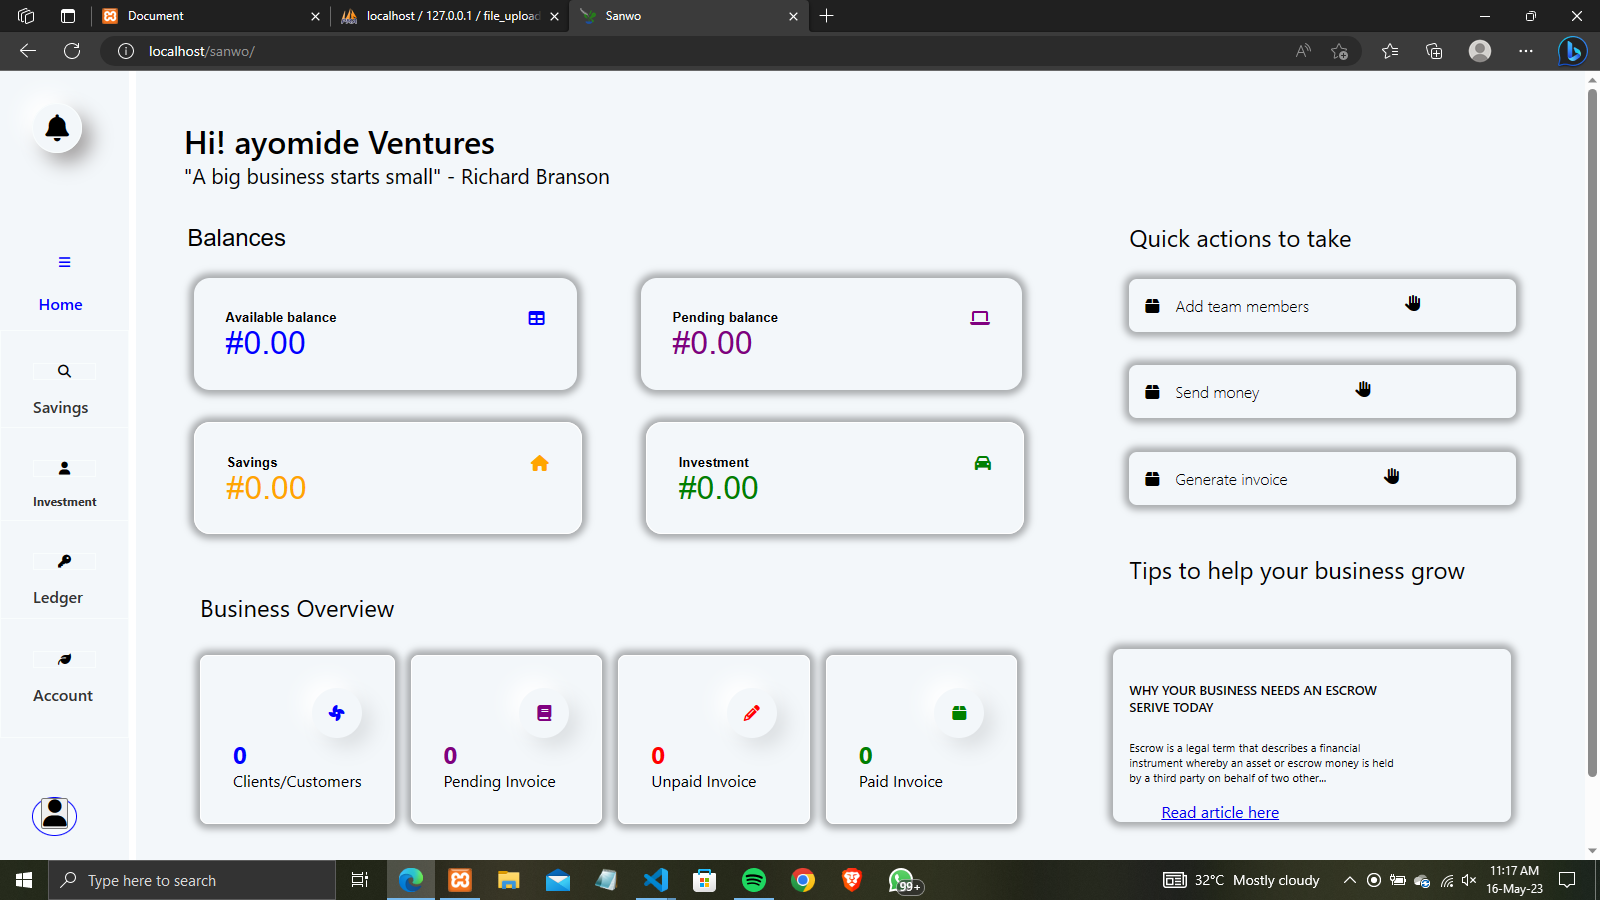 Document
localhost / 127.0.0.1 / file_upload
Sanwo
localhost/sanwo/
Hi! ayomide Ventures
"A big business starts small" - Richard Branson
Balances
Available balance
#0.00
Pending balance
#0.00
Savings
#0.00
Investment
#0.00
Business Overview
0
Clients/Customers
0
Pending Invoice
0
Unpaid Invoice
0
Paid Invoice
Home
Savings
Investment
Ledger
Account
Quick actions to take
Add team members
Send money
Generate invoice
Tips to help your business grow
WHY YOUR BUSINESS NEEDS AN ESCROW
SERIVE TODAY
Escrow is a legal term that describes a financial
instrument whereby an asset or escrow money is held
by a third party on behalf of two other...
Read article here
Type here to search
99+
32°C Mostly cloudy
11:17 AM
16-May-23